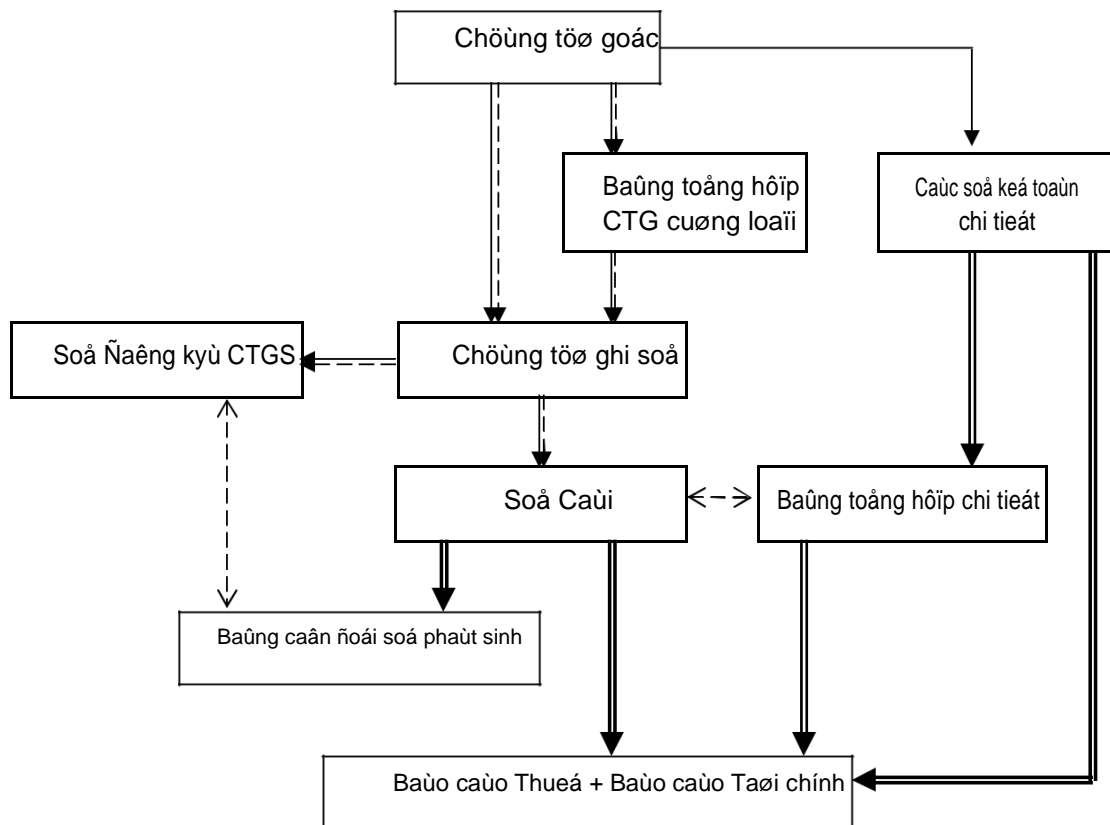 Chöùng töø goác
Baûng toång hôïp
CTG cuøng loaïi
Caùc soå keá toaùn
chi tieát
Soå Ñaêng kyù CTGS
Chöùng töø ghi soå
Soå Caùi
Baûng toång hôïp chi tieát
Baûng caân ñoái soá phaùt sinh
Baùo caùo Thueá + Baùo caùo Taøi chính